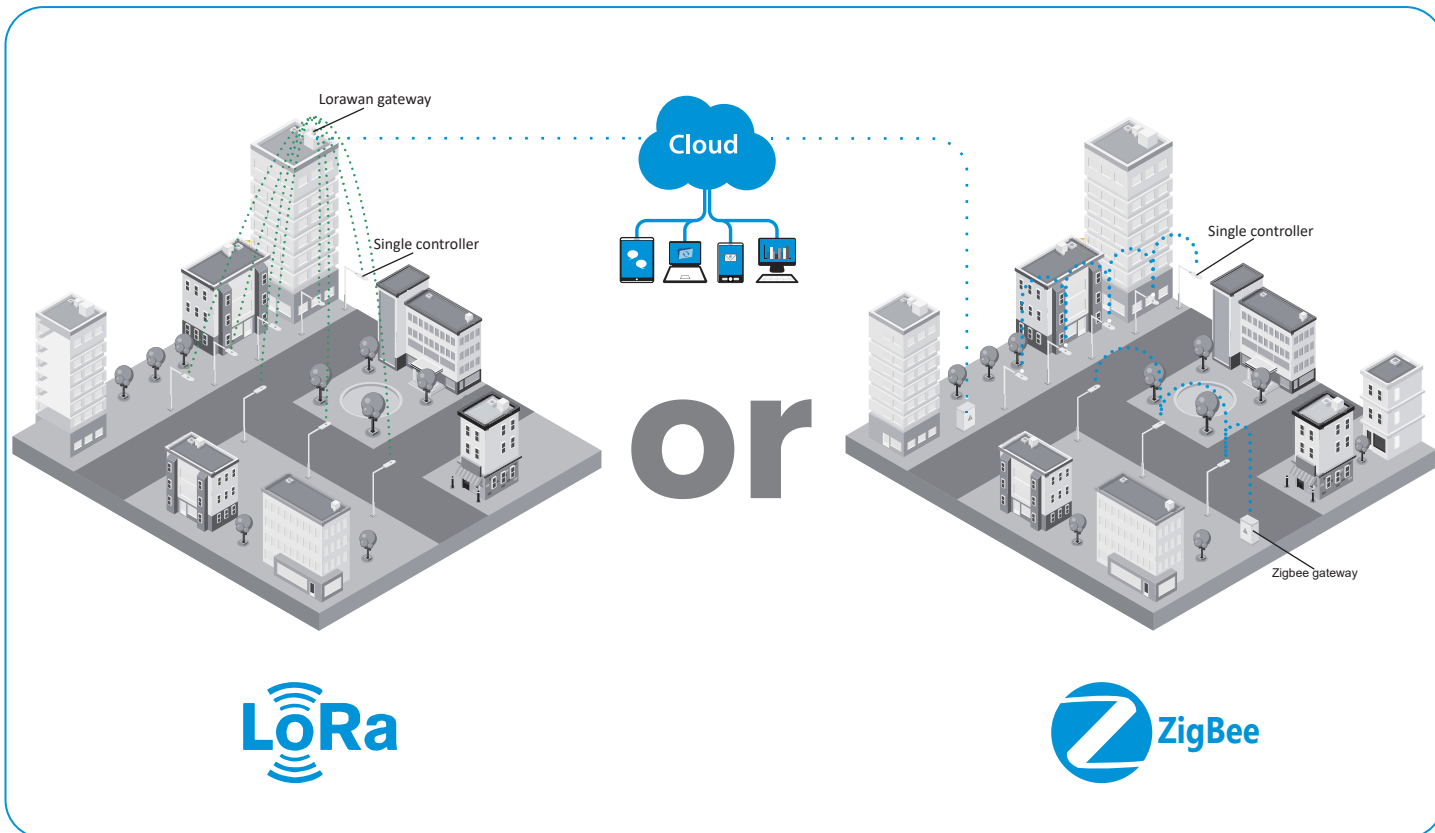 Lorawan gateway
Cloud
Single controller
Single controller
or
Zigbee gateway
LoRa
ZigBee